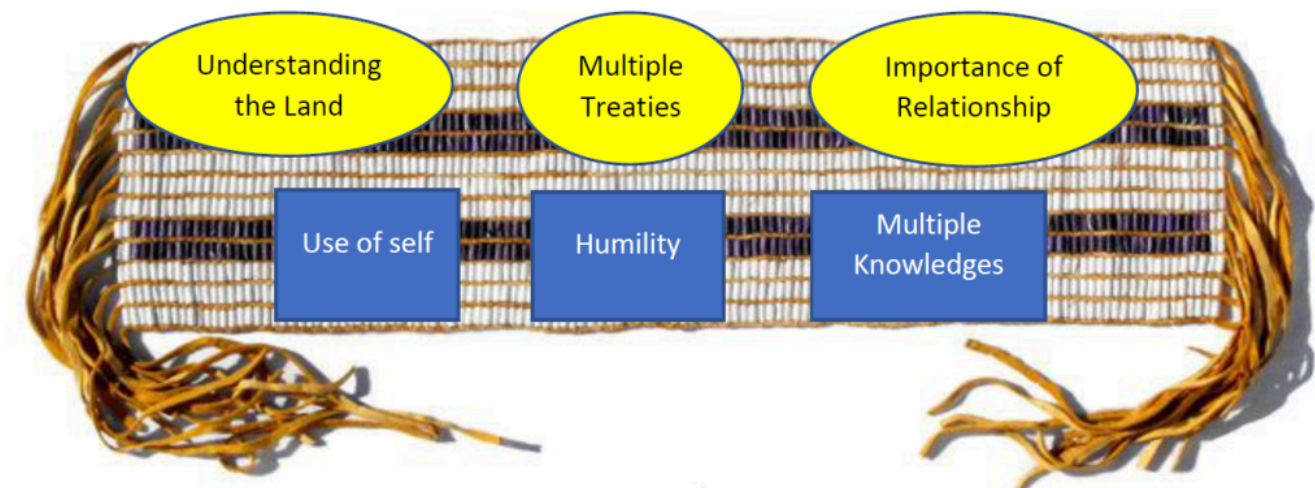 Understanding
the Land
Multiple
Treaties
Importance of
Relationship
Use of self
Humility
Multiple
Knowledges